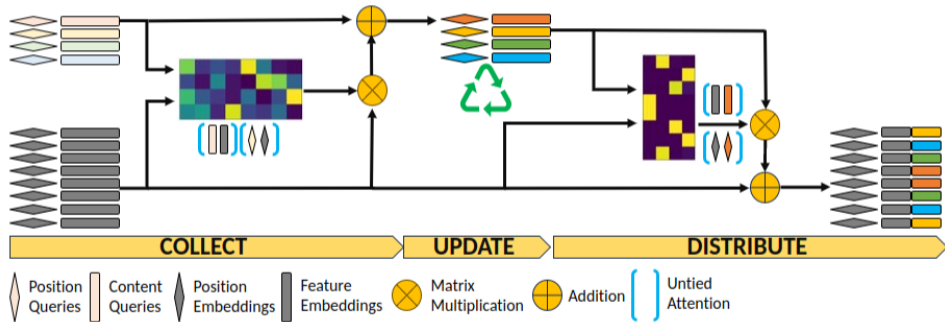 COLLECT
UPDATE
DISTRIBUTE
Position
Queries
Content
Queries
Position
Embeddings
Feature
Embeddings
Matrix
Multiplication
Addition
Untied
Attention